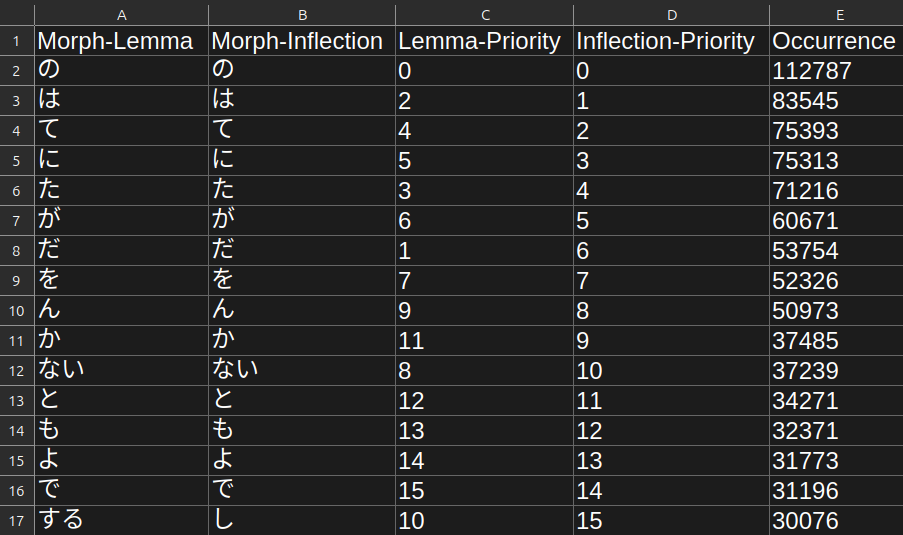 A B C D E
1 Morph-Lemma Morph-Inflection Lemma-Priority Inflection-Priority Occurrence
2 の の 0 0 112787
3 は は 2 1 83545
4 て て 4 2 75393
5 に に 5 3 75313
6 た た 3 4 71216
7 が が 6 5 60671
8 だ だ 1 6 53754
9 を を 7 7 52326
10 ん ん 9 8 50973
11 か か 11 9 37485
12 ない ない 8 10 37239
13 と と 12 11 34271
14 も も 13 12 32371
15 よ よ 14 13 31773
16 で で 15 14 31196
17 する し 10 15 30076